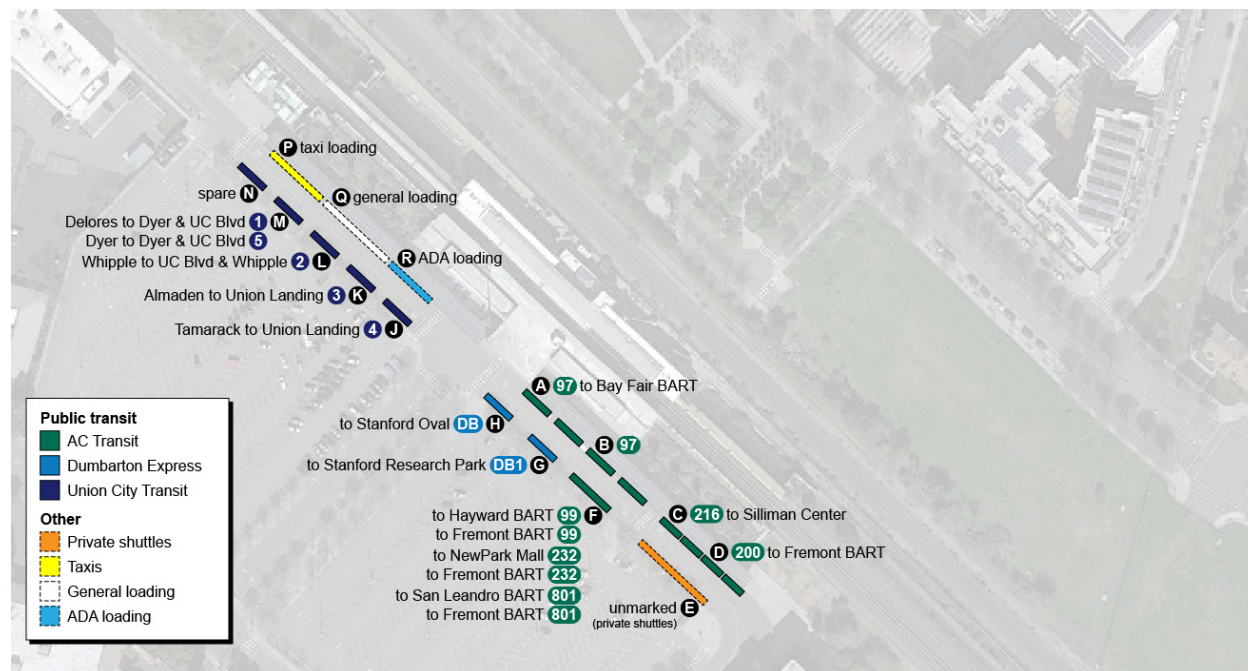 P taxi loading
spare N
Q general loading
Delores to Dyer & UC Blvd 1 M
Dyer to Dyer & UC Blvd 5
Whipple to UC Blvd & Whipple 2 L
R ADA loading
Almaden to Union Landing 3 K
Tamarack to Union Landing 4 J
A 97 to Bay Fair BART
to Stanford Oval DB H
B 97
to Stanford Research Park DB1 G
C 216 to Silliman Center
to Hayward BART 99 F
to Fremont BART 99
D 200 to Fremont BART
to NewPark Mall 232
to Fremont BART 232
to San Leandro BART 801
to Fremont BART 801
unmarked E
(private shuttles)
Public transit
AC Transit
Dumbarton Express
Union City Transit
Other
Private shuttles
Taxis
General loading
ADA loading